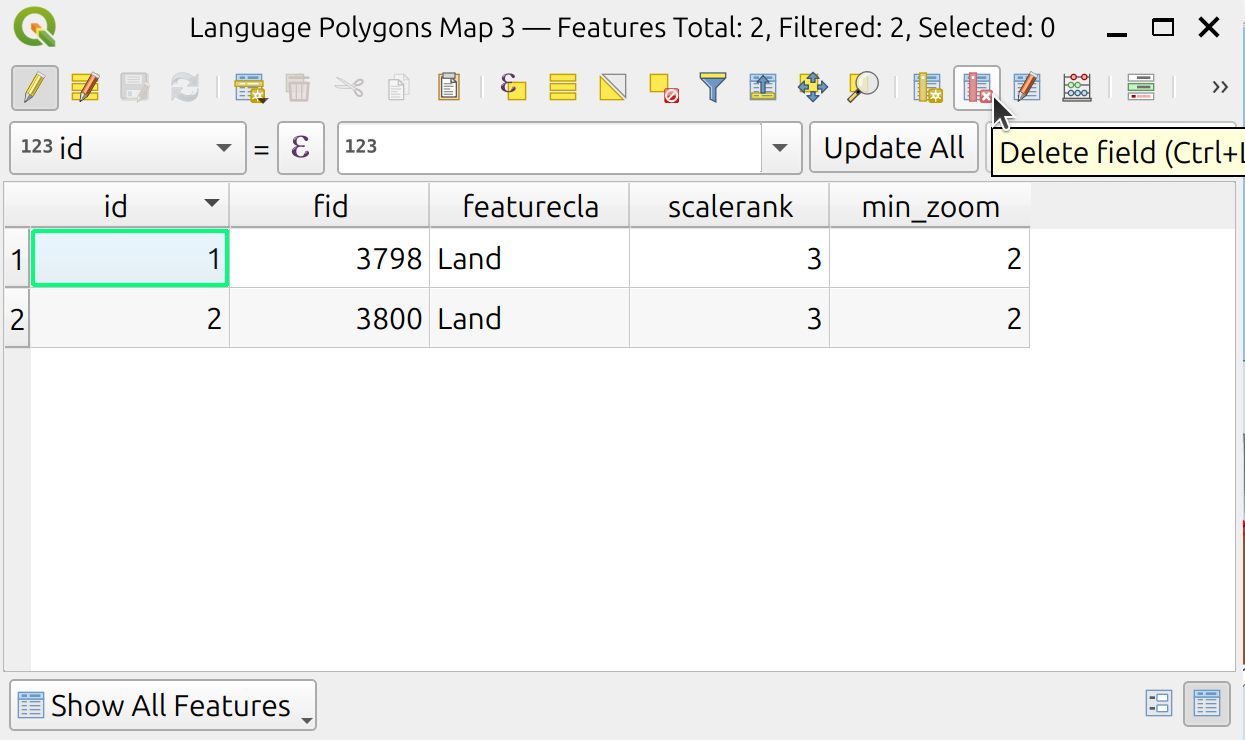 Language Polygons Map 3 — Features Total: 2, Filtered: 2, Selected: 0
123 id = ε 123 Update All
Delete field (Ctrl+L
id fid featurecla scalerank min_zoom
1 1 3798 Land 3 2
2 2 3800 Land 3 2
Show All Features